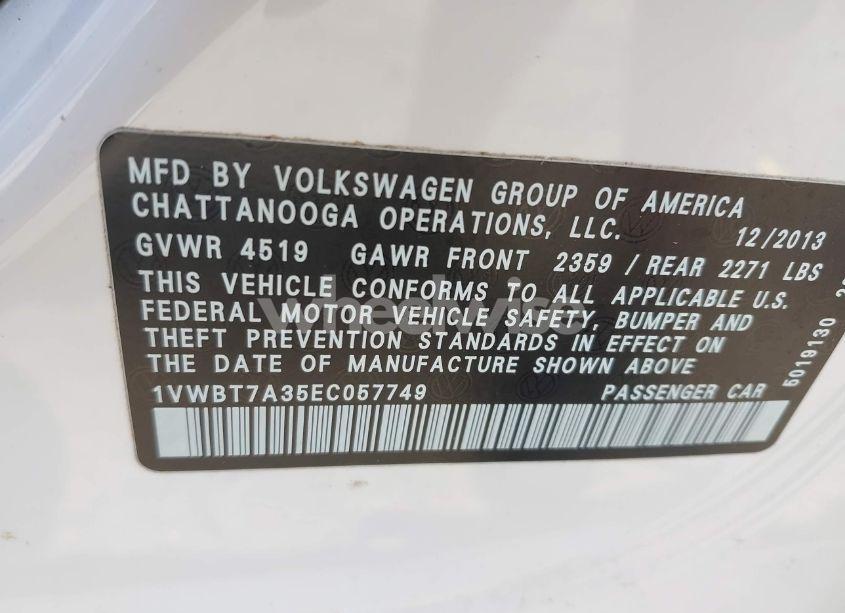 MFD BY VOLKSWAGEN GROUP OF AMERICA
CHATTANOOGA OPERATIONS, LLC. 12/2013
GVWR 4519 GAWR FRONT 2359 / REAR 2271 LBS
THIS VEHICLE CONFORMS TO ALL APPLICABLE U.S.
FEDERAL MOTOR VEHICLE SAFETY, BUMPER AND
THEFT PREVENTION STANDARDS IN EFFECT ON
THE DATE OF MANUFACTURE SHOWN ABOVE
1VWBT7A35EC057749 PASSENGER CAR
5019130
wheelwise